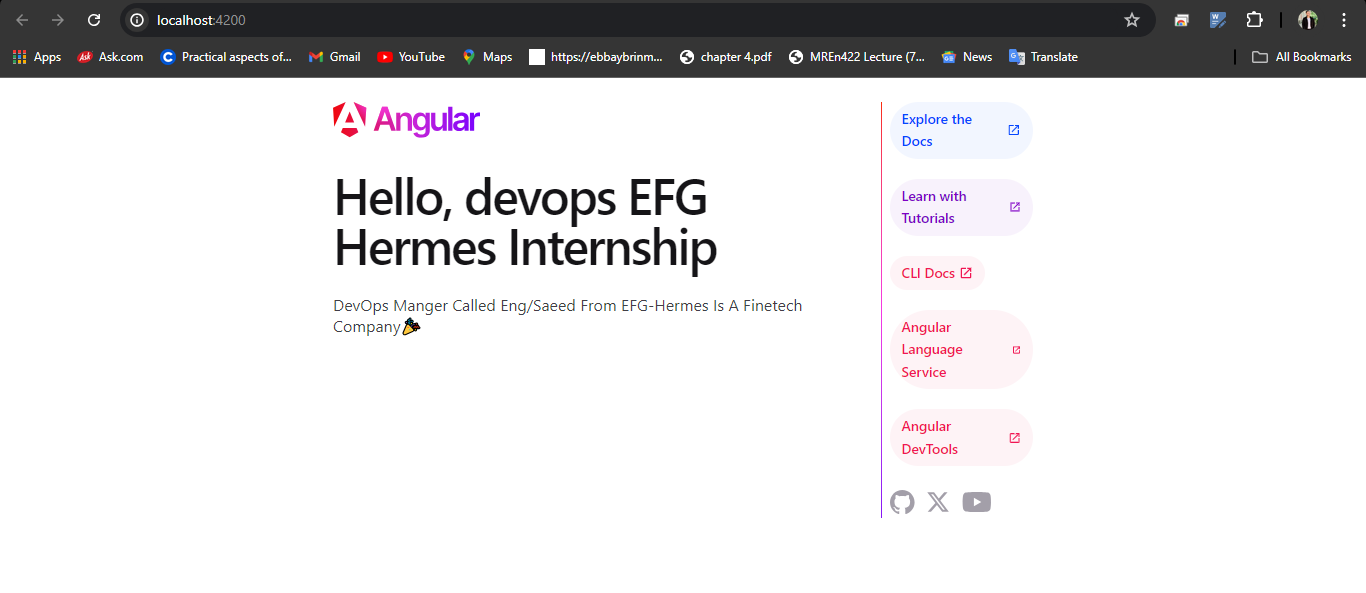 localhost:4200
Apps
Ask
Ask.com
Practical aspects of...
Gmail
YouTube
Maps
https://ebbaybrinm...
chapter 4.pdf
MREn422 Lecture (7...
News
Translate
All Bookmarks
Angular
Hello, devops EFG
Hermes Internship
DevOps Manger Called Eng/Saeed From EFG-Hermes Is A Finetech
Company
Explore the
Docs
Learn with
Tutorials
CLI Docs
Angular
Language
Service
Angular
DevTools